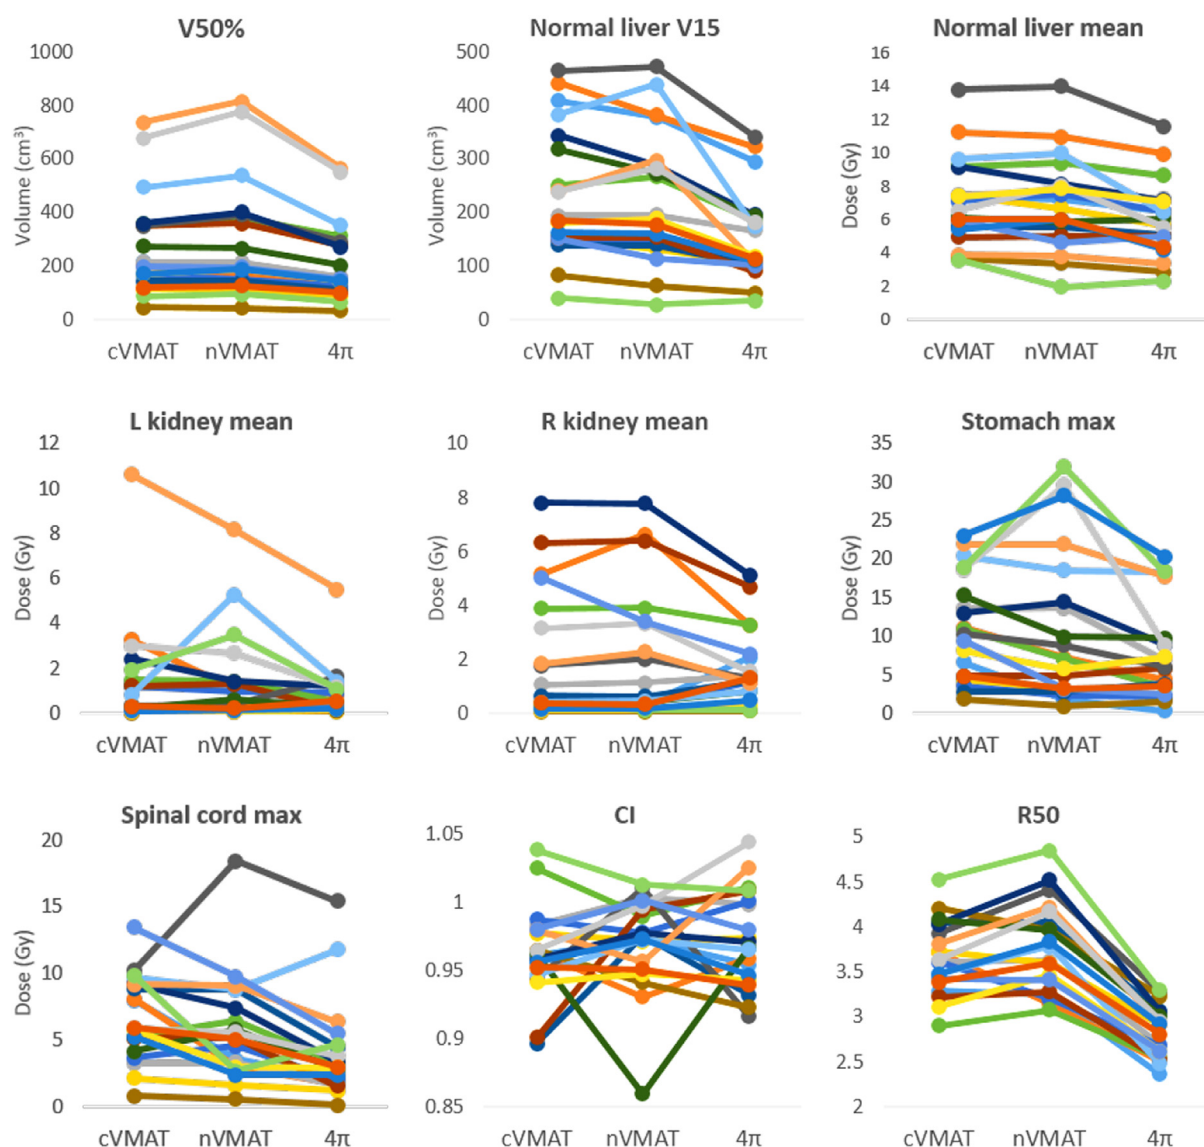 V50%
Volume (cm³)
1000
800
600
400
200
0
cVMAT nVMAT 4π
Normal liver V15
Volume (cm³)
500
400
300
200
100
0
cVMAT nVMAT 4π
Normal liver mean
Dose (Gy)
16
14
12
10
8
6
4
2
0
cVMAT nVMAT 4π
L kidney mean
Dose (Gy)
12
10
8
6
4
2
0
cVMAT nVMAT 4π
R kidney mean
Dose (Gy)
10
8
6
4
2
0
cVMAT nVMAT 4π
Stomach max
Dose (Gy)
35
30
25
20
15
10
5
0
cVMAT nVMAT 4π
Spinal cord max
Dose (Gy)
20
15
10
5
0
cVMAT nVMAT 4π
CI
1.05
1
0.95
0.9
0.85
cVMAT nVMAT 4π
R50
5
4.5
4
3.5
3
2.5
2
cVMAT nVMAT 4π